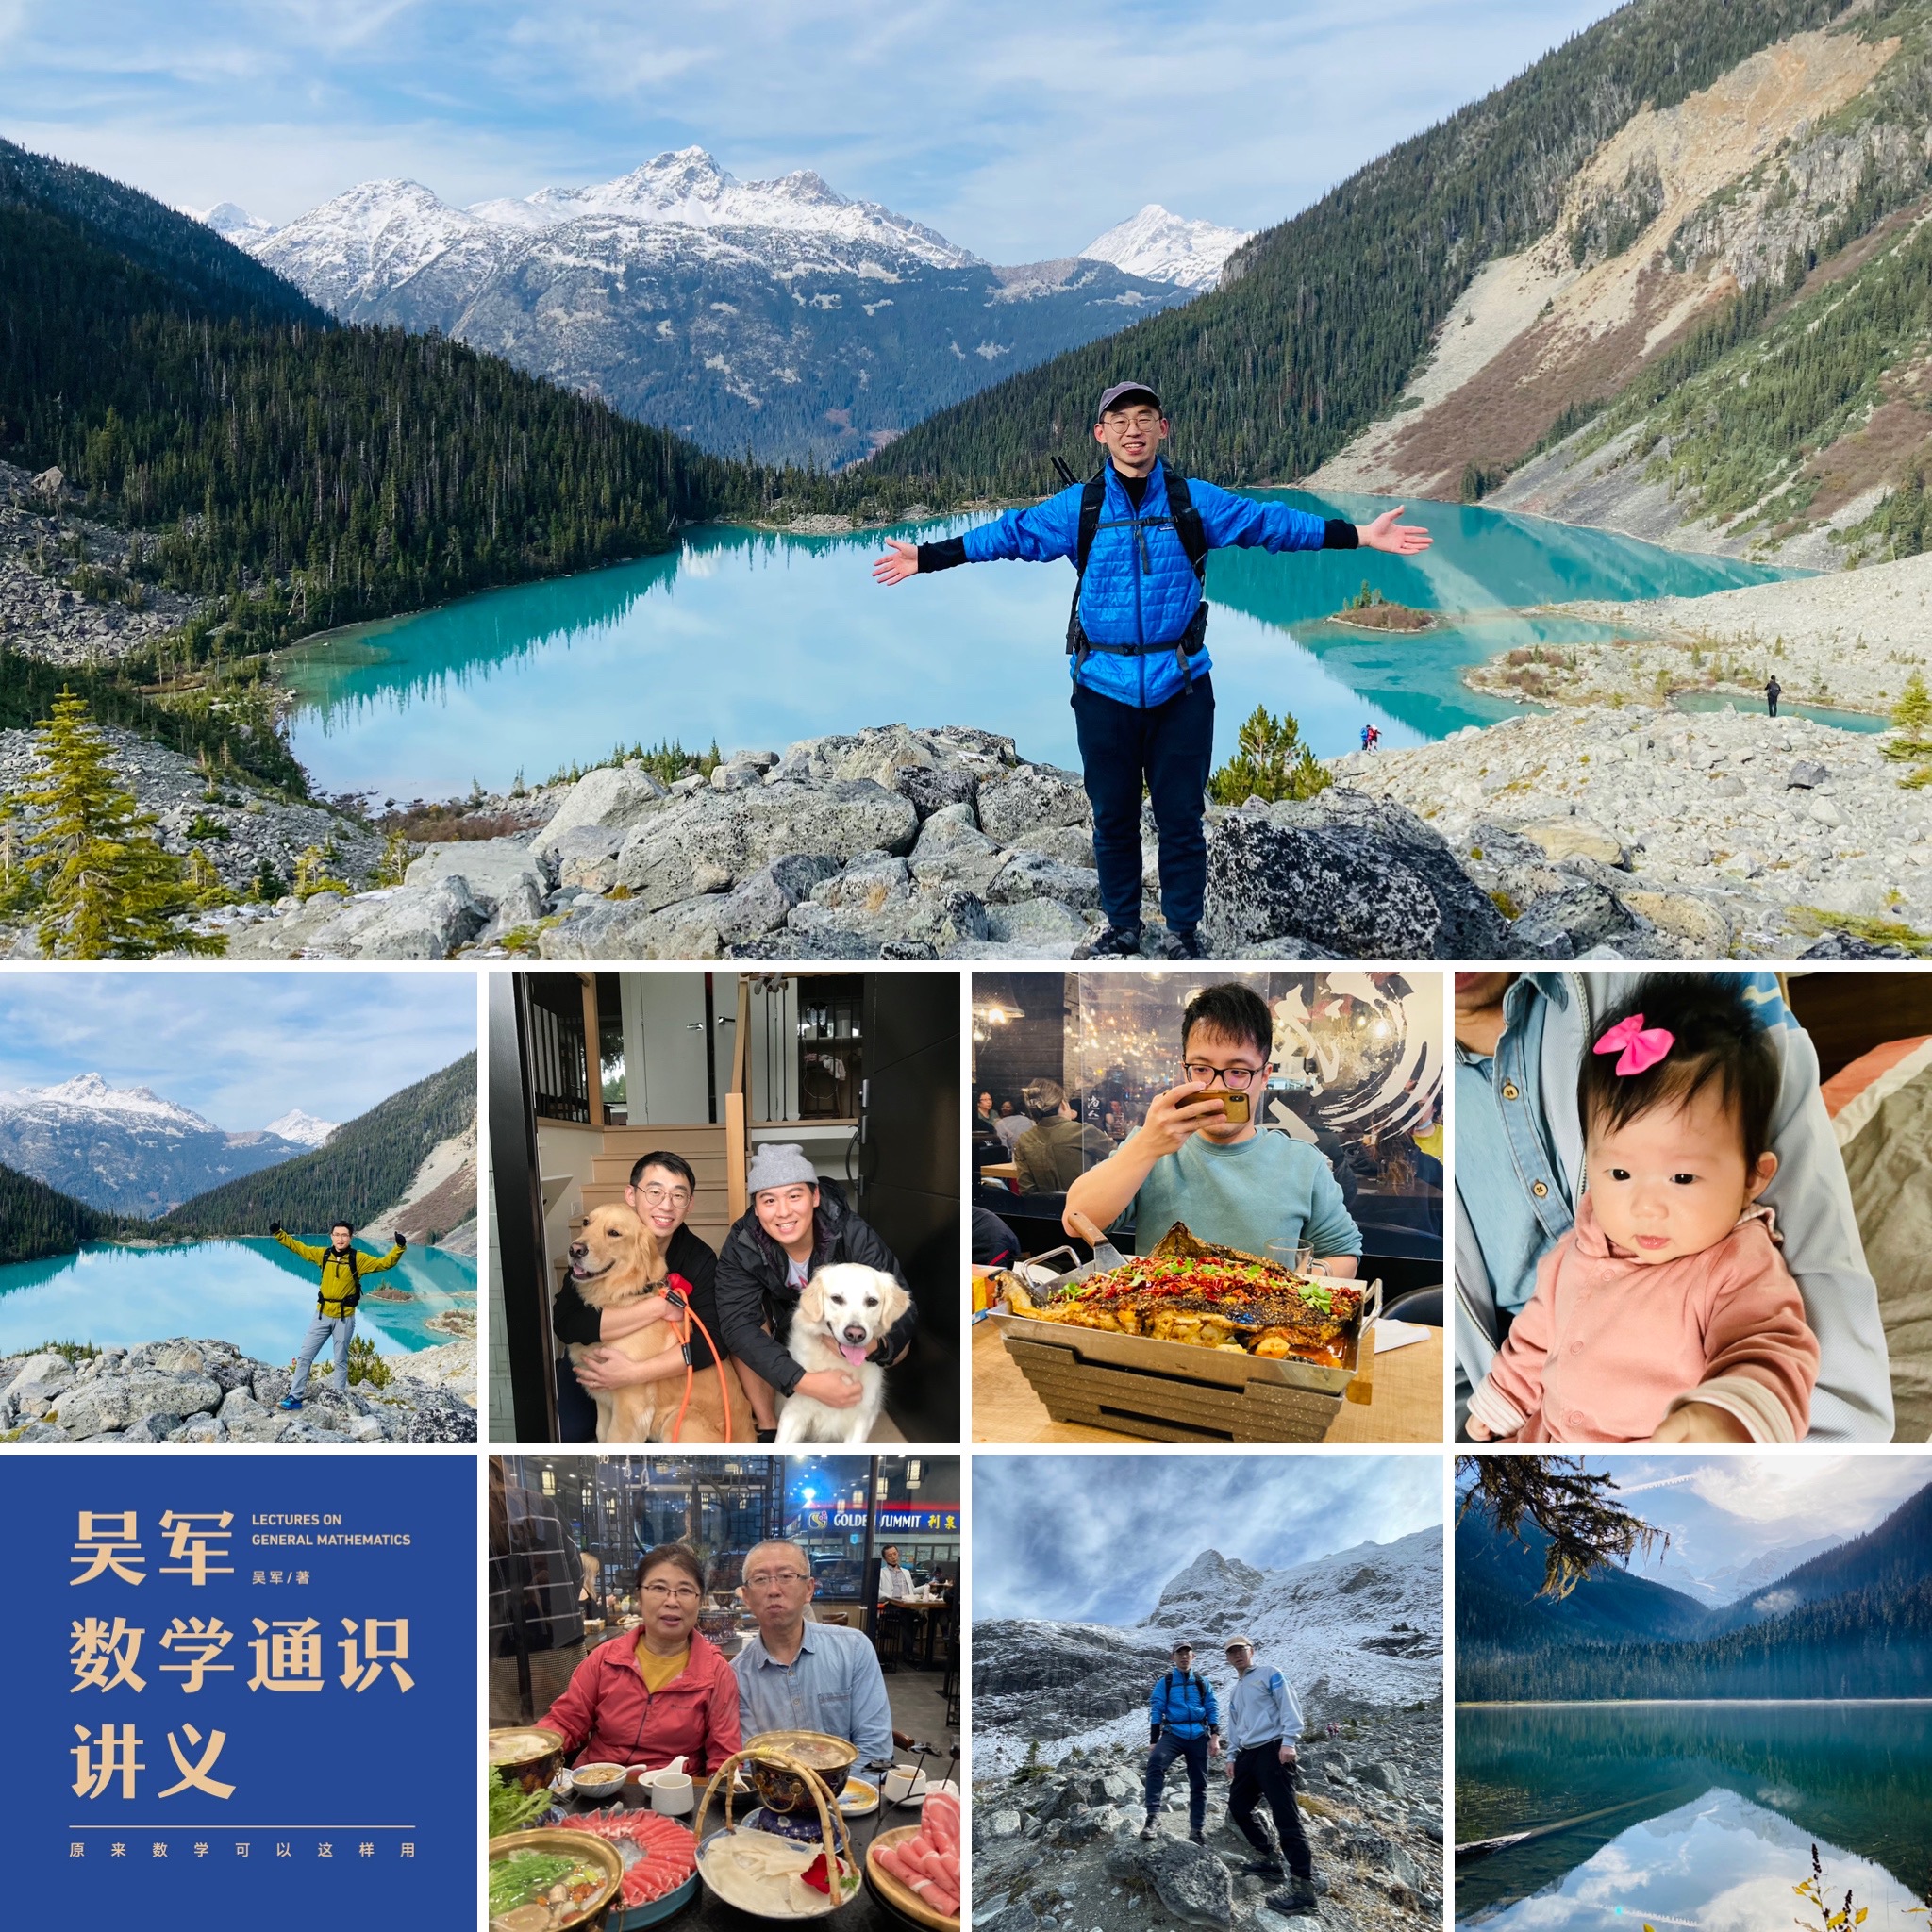 吴军
LECTURES ON
GENERAL MATHEMATICS
吴军/著
数学通识
讲义
原来数学可以这样用
GOLDEN SUMMIT 利泉